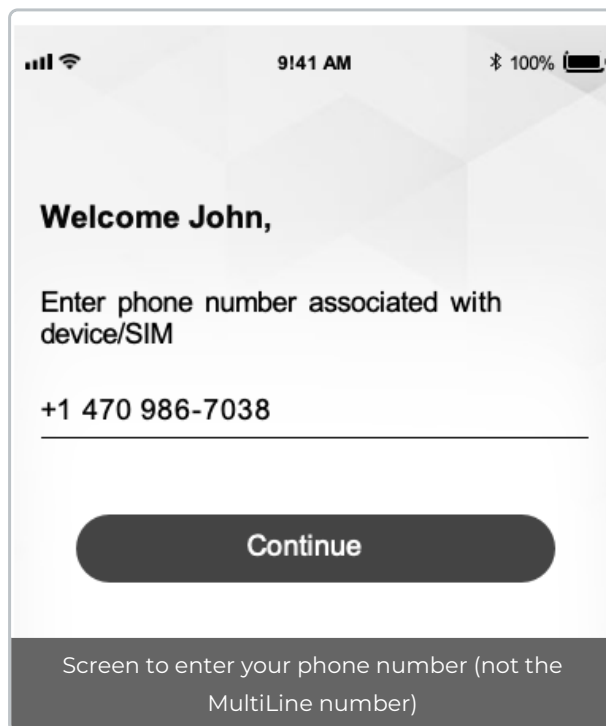 9:41 AM
100%
Welcome John,
Enter phone number associated with
device/SIM
+1 470 986-7038
Continue
Screen to enter your phone number (not the
MultiLine number)